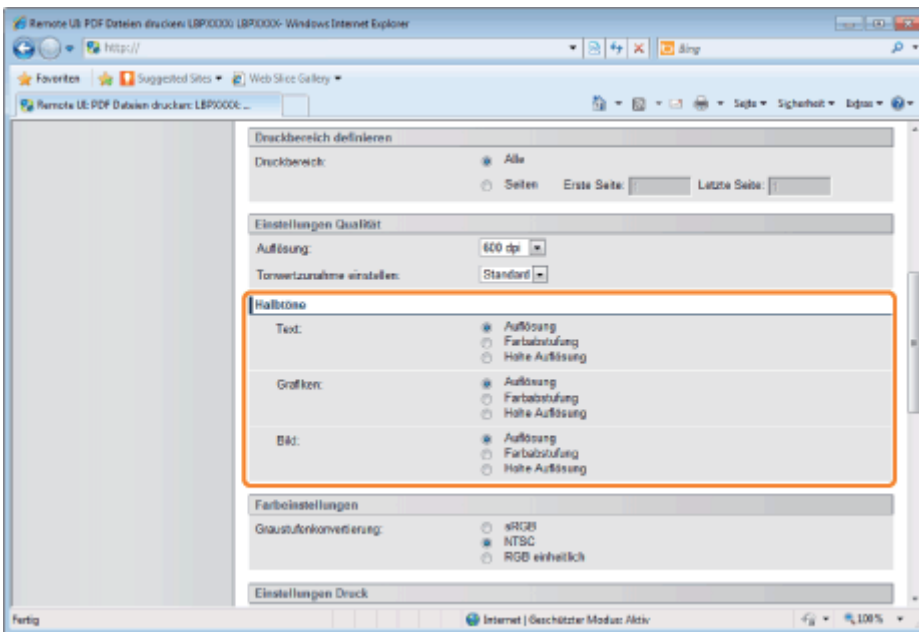 Remote UI: PDF Dateien drucken: LBPXXXX: LBPXXXX- Windows Internet Explorer
http://
Bing
Favoriten Suggested Sites Web Slice Gallery
Remote UI: PDF Dateien drucken: LBPXXXX: ...
Seite Sicherheit Extras
Druckbereich definieren
Druckbereich: Alle
Seiten Erste Seite: Letzte Seite:
Einstellungen Qualität
Auflösung: 600 dpi
Tonwertzunahme einstellen: Standard
Halbtöne
Text: Auflösung
Farbabstufung
Hohe Auflösung
Grafiken: Auflösung
Farbabstufung
Hohe Auflösung
Bild: Auflösung
Farbabstufung
Hohe Auflösung
Farbeinstellungen
Graustufenkonvertierung: sRGB
NTSC
RGB einheitlich
Einstellungen Druck
Fertig Internet | Geschützter Modus: Aktiv 100%